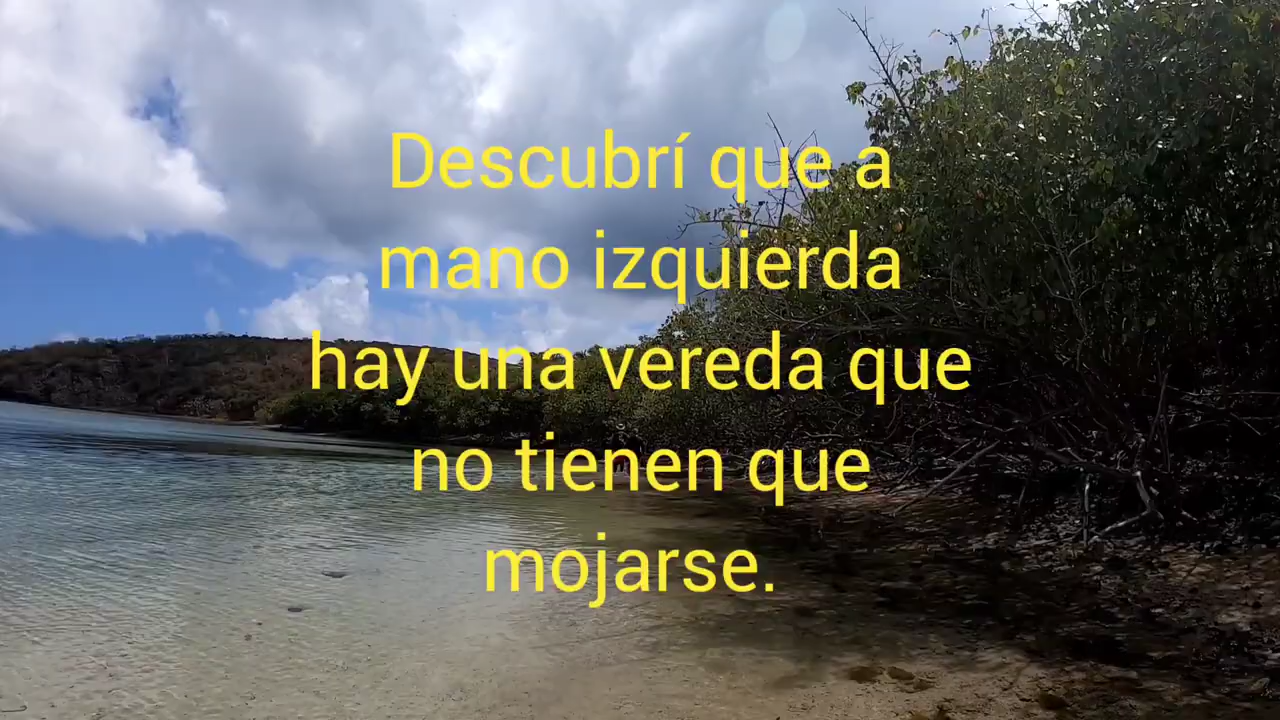 Descubrí que a
mano izquierda
hay una vereda que
no tienen que
mojarse.